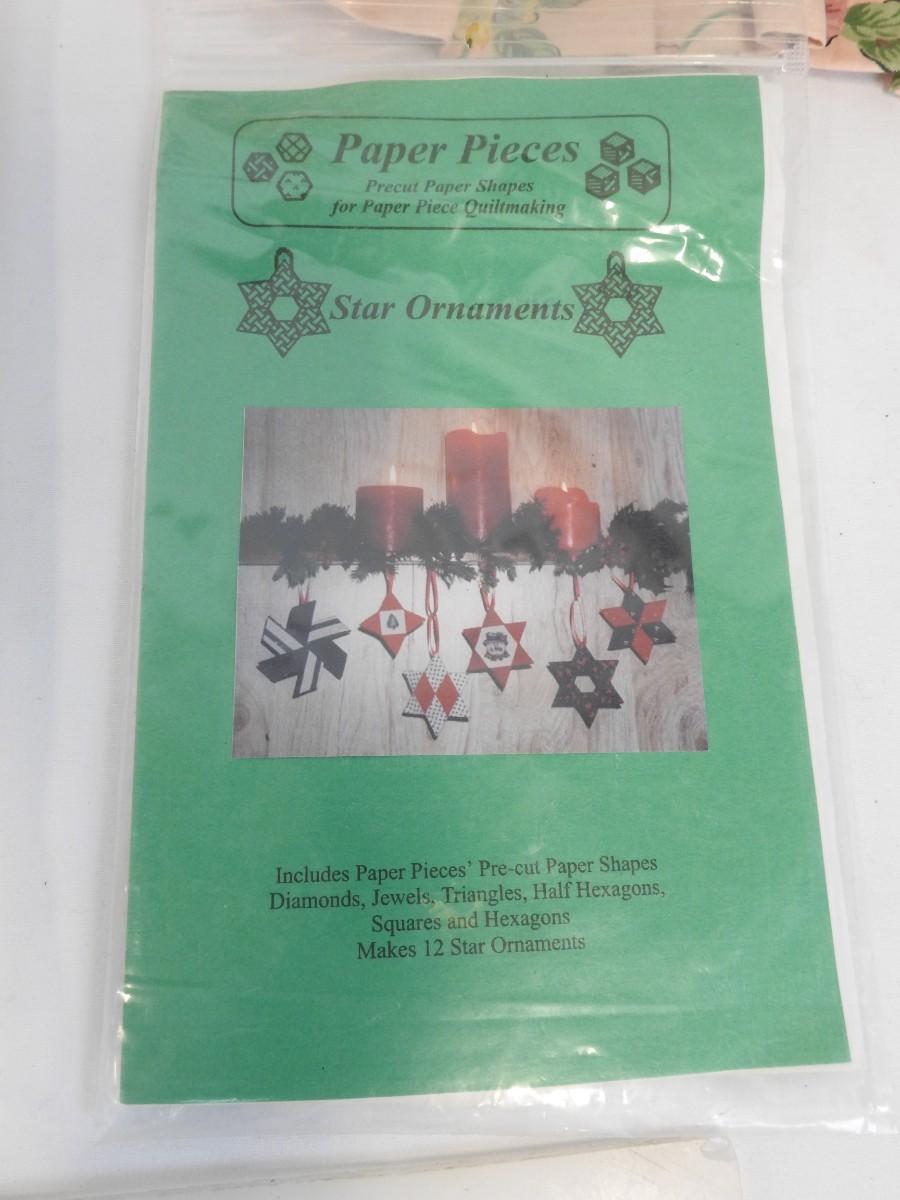 Paper Pieces
Precut Paper Shapes
for Paper Piece Quiltmaking
Star Ornaments
Includes Paper Pieces' Pre-cut Paper Shapes
Diamonds, Jewels, Triangles, Half Hexagons,
Squares and Hexagons
Makes 12 Star Ornaments